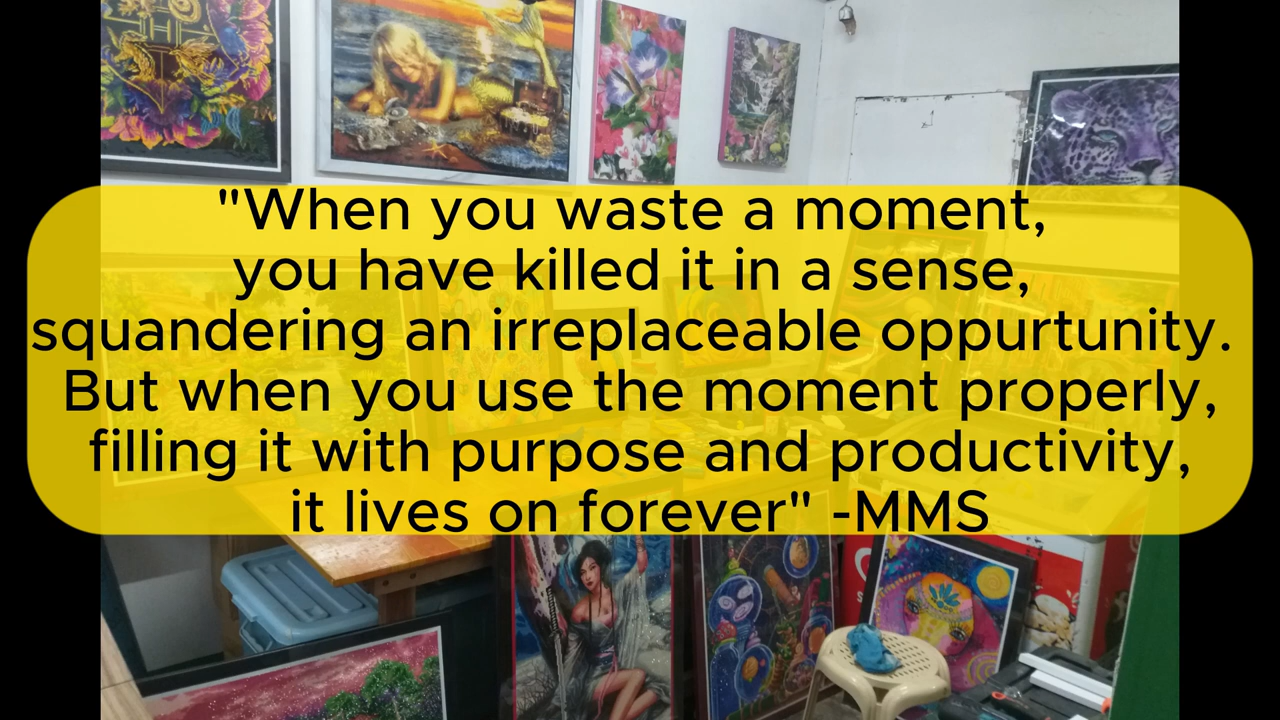 "When you waste a moment,
you have killed it in a sense,
squandering an irreplaceable oppurtunity.
But when you use the moment properly,
filling it with purpose and productivity,
it lives on forever" -MMS